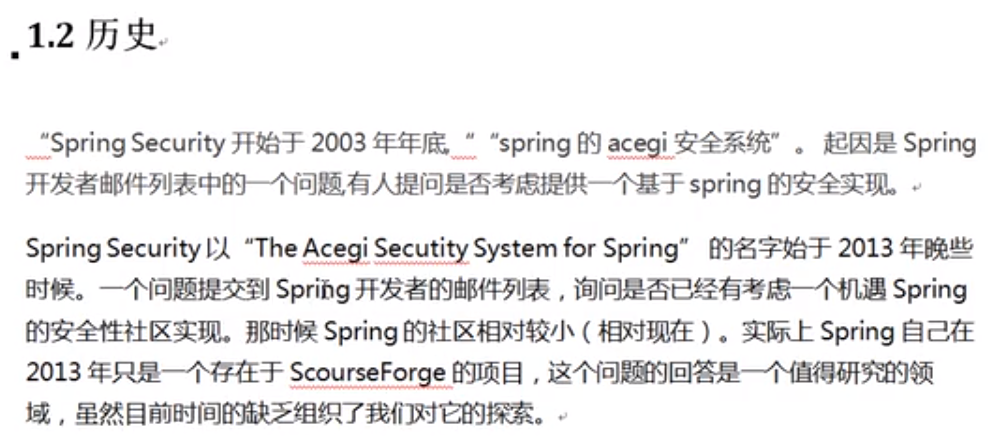 1.2 历史
“Spring Security 开始于 2003 年年底,“ “spring 的 acegi 安全系统”。 起因是 Spring
开发者邮件列表中的一个问题,有人提问是否考虑提供一个基于 spring 的安全实现。
Spring Security 以“The Acegi Secutity System for Spring” 的名字始于 2013 年晚些
时候。一个问题提交到 Spring 开发者的邮件列表，询问是否已经有考虑一个机遇 Spring
的安全性社区实现。那时候 Spring 的社区相对较小（相对现在）。实际上 Spring 自己在
2013 年只是一个存在于 ScourseForge 的项目，这个问题的回答是一个值得研究的领
域，虽然目前时间的缺乏组织了我们对它的探索。